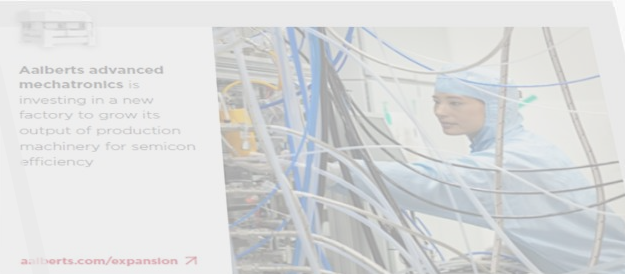 Aalberts advanced
mechatronics is
investing in a new
factory to grow its
output of production
machinery for semicon
efficiency
aalberts.com/expansion